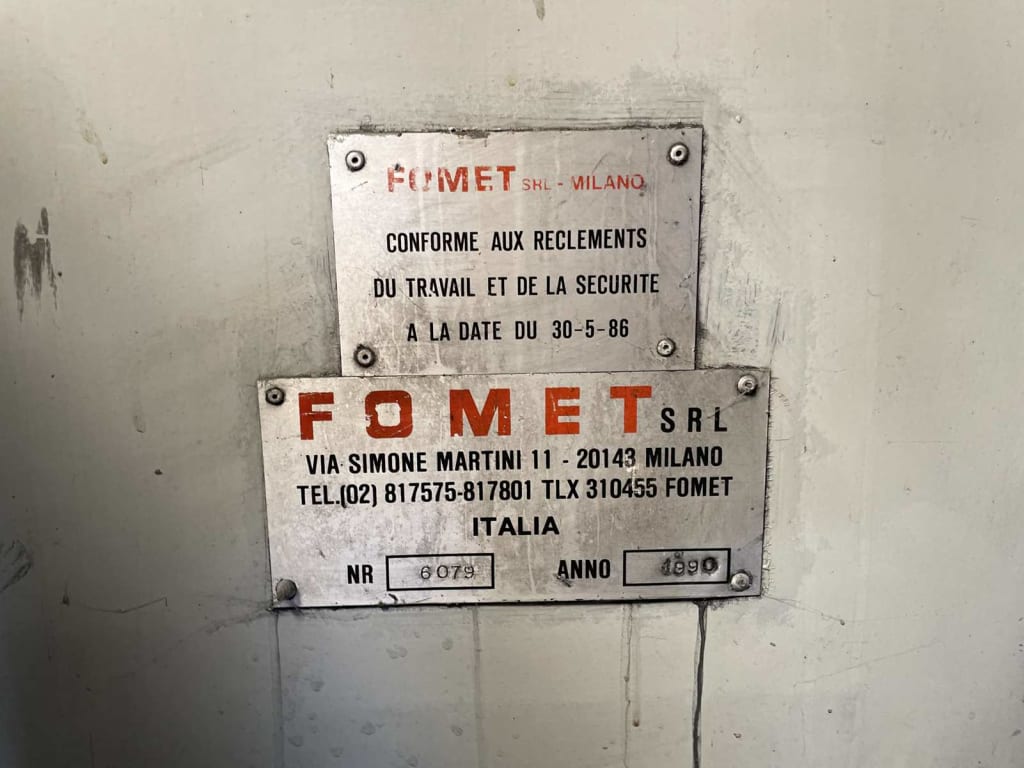 FOMET SRL - MILANO
CONFORME AUX RECLEMENTS
DU TRAVAIL ET DE LA SECURITE
A LA DATE DU 30-5-86
FOMET SRL
VIA SIMONE MARTINI 11 - 20143 MILANO
TEL.(02) 817575-817801 TLX 310455 FOMET
ITALIA
NR 6079 ANNO 1990